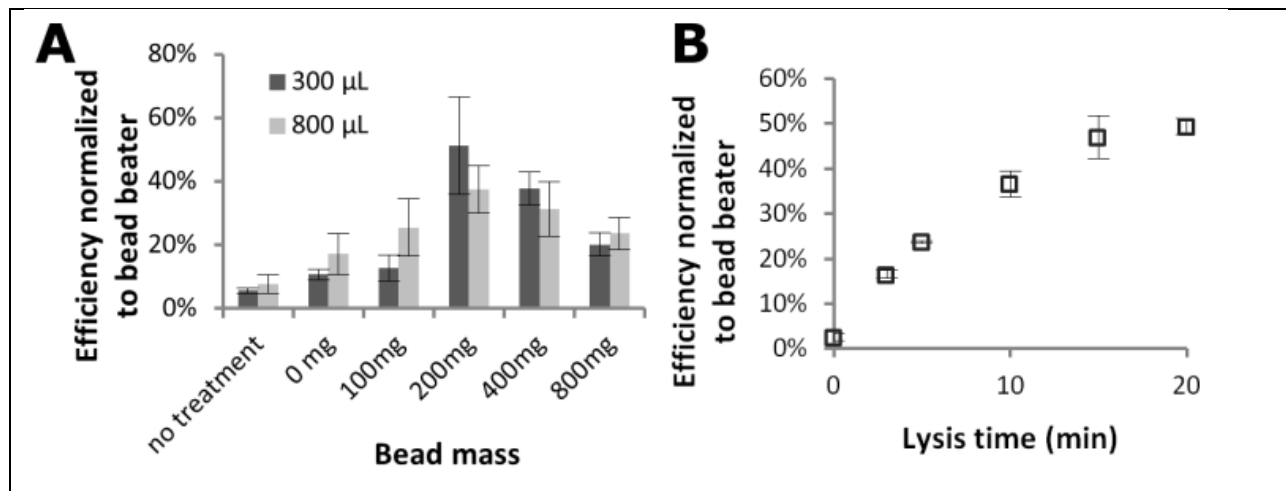 A
Efficiency normalized
to bead beater
80%
60%
40%
20%
0%
300 µL
800 µL
no treatment
0 mg
100mg
200mg
400mg
800mg
Bead mass
B
Efficiency normalized
to bead beater
60%
50%
40%
30%
20%
10%
0%
0
10
20
Lysis time (min)